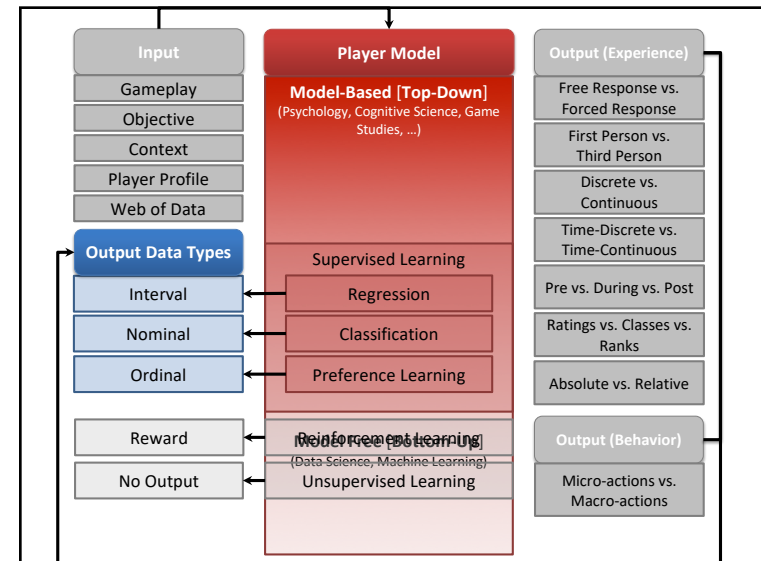 Input
Gameplay
Objective
Context
Player Profile
Web of Data
Output Data Types
Interval
Nominal
Ordinal
Reward
No Output
Player Model
Model-Based [Top-Down]
(Psychology, Cognitive Science, Game
Studies, …)
Supervised Learning
Regression
Classification
Preference Learning
Reinforcement Learning
Model Free [Bottom-Up]
(Data Science, Machine Learning)
Unsupervised Learning
Output (Experience)
Free Response vs.
Forced Response
First Person vs.
Third Person
Discrete vs.
Continuous
Time-Discrete vs.
Time-Continuous
Pre vs. During vs. Post
Ratings vs. Classes vs.
Ranks
Absolute vs. Relative
Output (Behavior)
Micro-actions vs.
Macro-actions